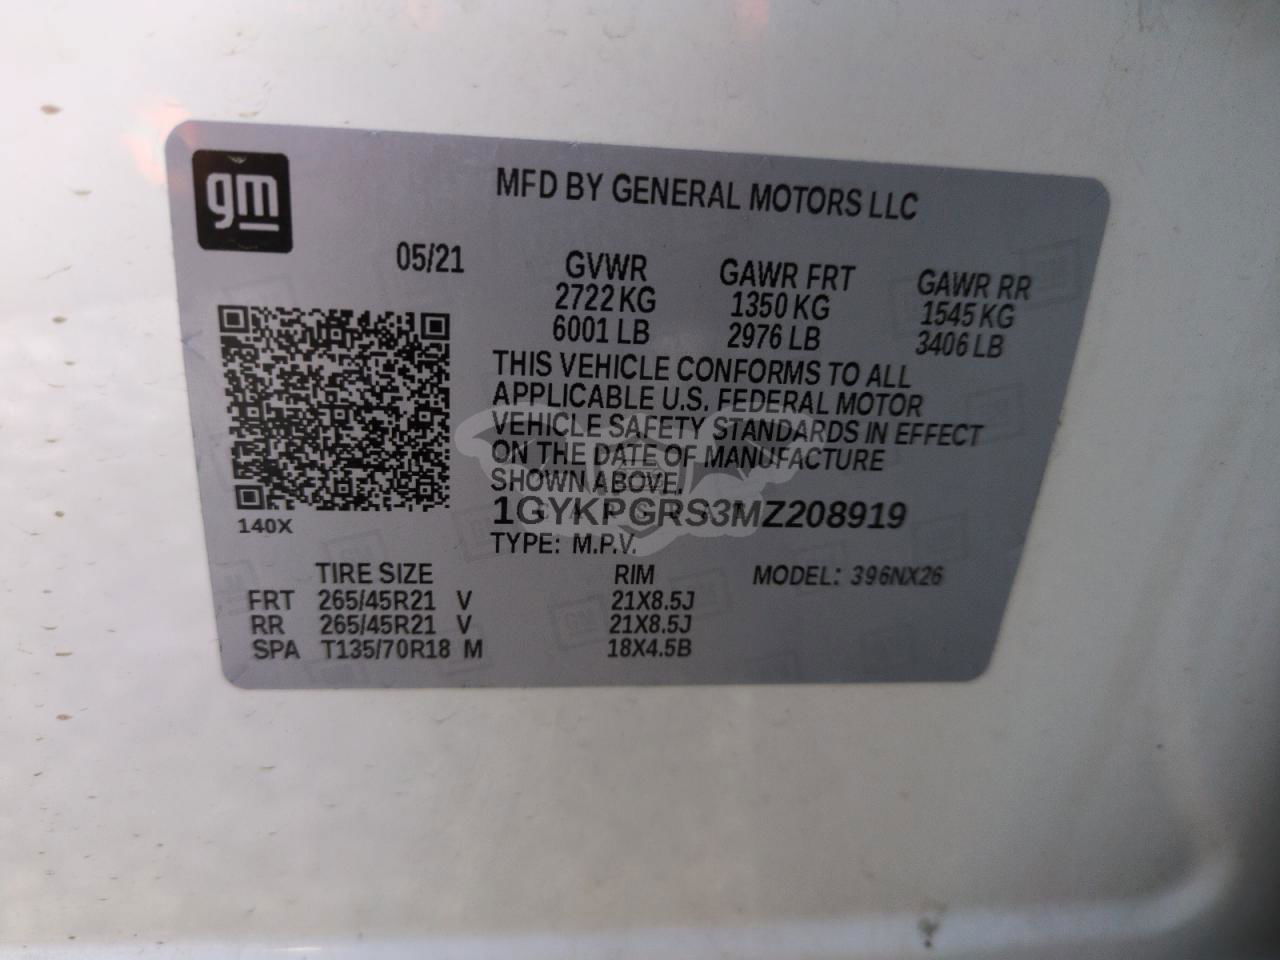 gm
MFD BY GENERAL MOTORS LLC
05/21
GVWR GAWR FRT GAWR RR
2722 KG 1350 KG 1545 KG
6001 LB 2976 LB 3406 LB
THIS VEHICLE CONFORMS TO ALL
APPLICABLE U.S. FEDERAL MOTOR
VEHICLE SAFETY STANDARDS IN EFFECT
ON THE DATE OF MANUFACTURE
SHOWN ABOVE.
1GYKPGRS3MZ208919
140X
TYPE: M.P.V.
TIRE SIZE RIM MODEL: 396NX26
FRT 265/45R21 V 21X8.5J
RR 265/45R21 V 21X8.5J
SPA T135/70R18 M 18X4.5B